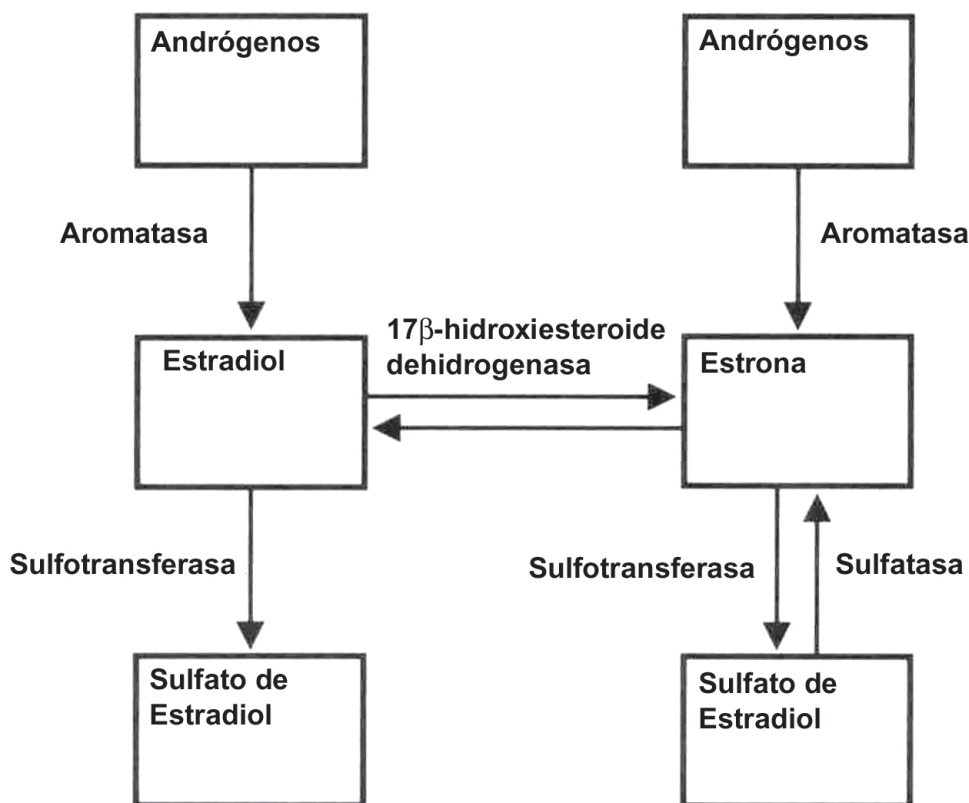 Andrógenos
Andrógenos
Aromatasa
Aromatasa
17β-hidroxiesteroide
dehidrogenasa
Estradiol
Estrona
Sulfotransferasa
Sulfotransferasa
Sulfatasa
Sulfato de
Estradiol
Sulfato de
Estradiol